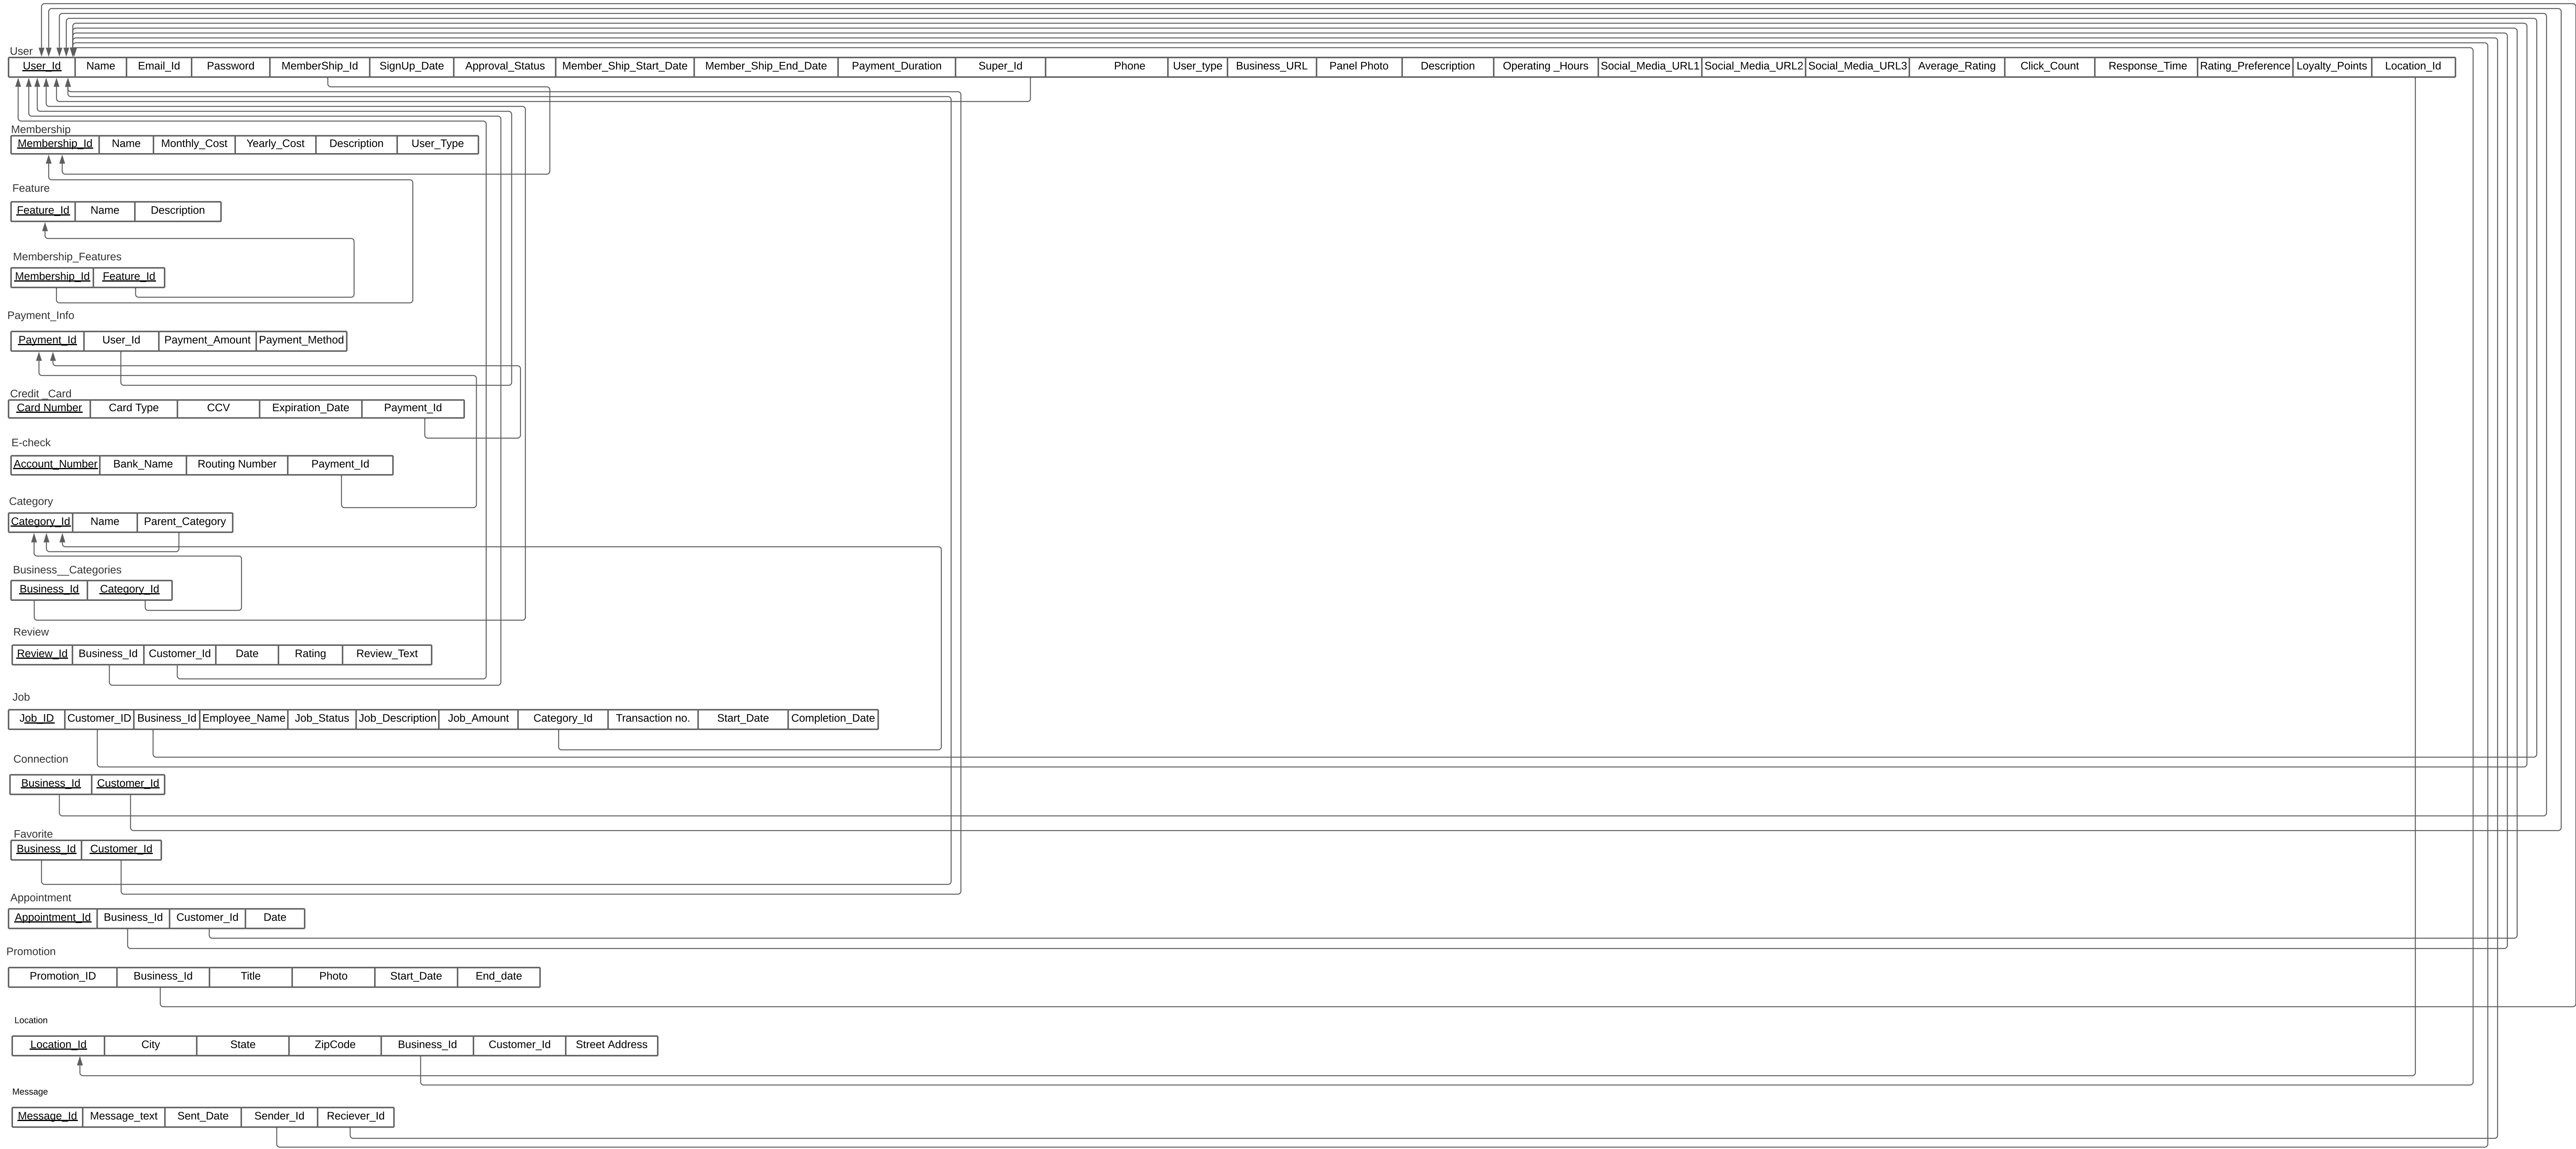 User
User_Id Name Email_Id Password MemberShip_Id SignUp_Date Approval_Status Member_Ship_Start_Date Member_Ship_End_Date Payment_Duration Super_Id Phone User_type Business_URL Panel Photo Description Operating _Hours Social_Media_URL1 Social_Media_URL2 Social_Media_URL3 Average_Rating Click_Count Response_Time Rating_Preference Loyalty_Points Location_Id
Membership
Membership_Id Name Monthly_Cost Yearly_Cost Description User_Type
Feature
Feature_Id Name Description
Membership_Features
Membership_Id Feature_Id
Payment_Info
Payment_Id User_Id Payment_Amount Payment_Method
Credit _Card
Card Number Card Type CCV Expiration_Date Payment_Id
E-check
Account_Number Bank_Name Routing Number Payment_Id
Category
Category_Id Name Parent_Category
Business__Categories
Business_Id Category_Id
Review
Review_Id Business_Id Customer_Id Date Rating Review_Text
Job
Job_ID Customer_ID Business_Id Employee_Name Job_Status Job_Description Job_Amount Category_Id Transaction no. Start_Date Completion_Date
Connection
Business_Id Customer_Id
Favorite
Business_Id Customer_Id
Appointment
Appointment_Id Business_Id Customer_Id Date
Promotion
Promotion_ID Business_Id Title Photo Start_Date End_date
Location
Location_Id City State ZipCode Business_Id Customer_Id Street Address
Message
Message_Id Message_text Sent_Date Sender_Id Reciever_Id